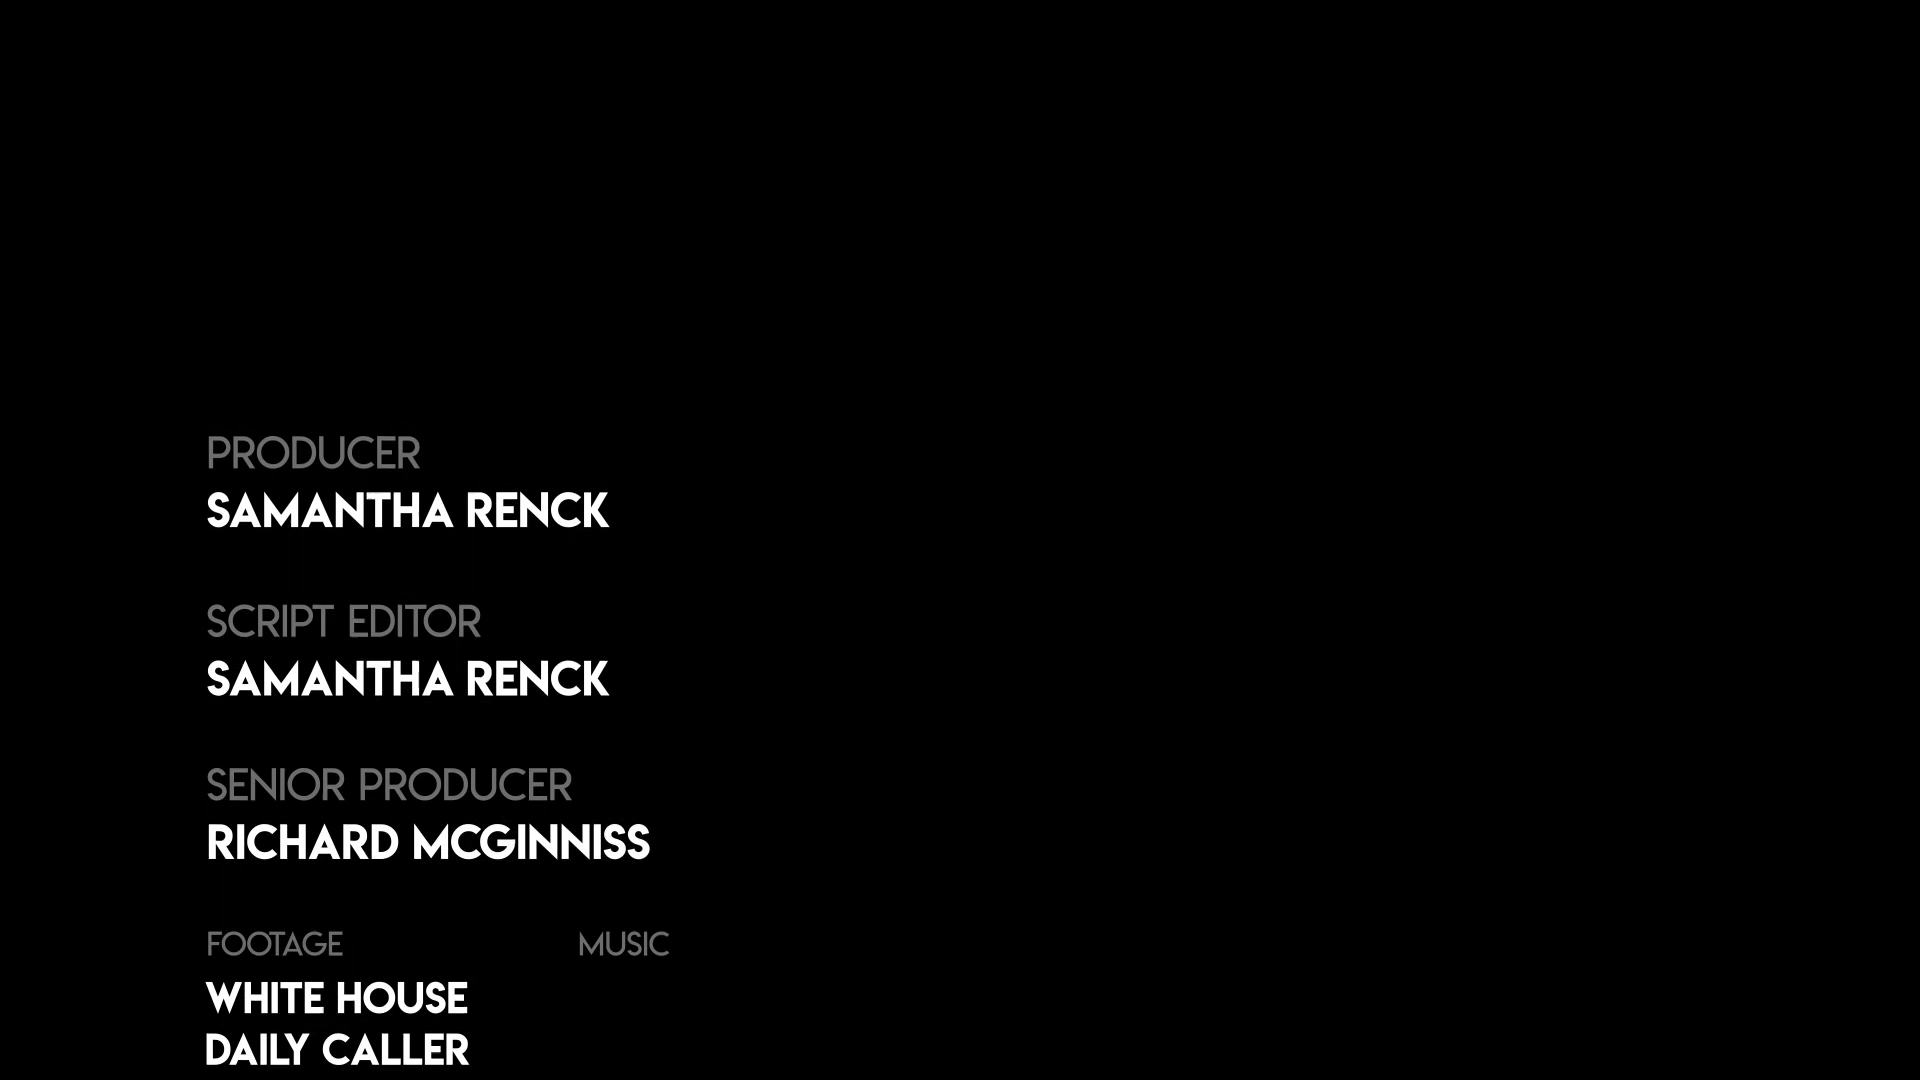 PRODUCER
SAMANTHA RENCK
SCRIPT EDITOR
SAMANTHA RENCK
SENIOR PRODUCER
RICHARD MCGINNISS
FOOTAGE MUSIC
WHITE HOUSE
DAILY CALLER